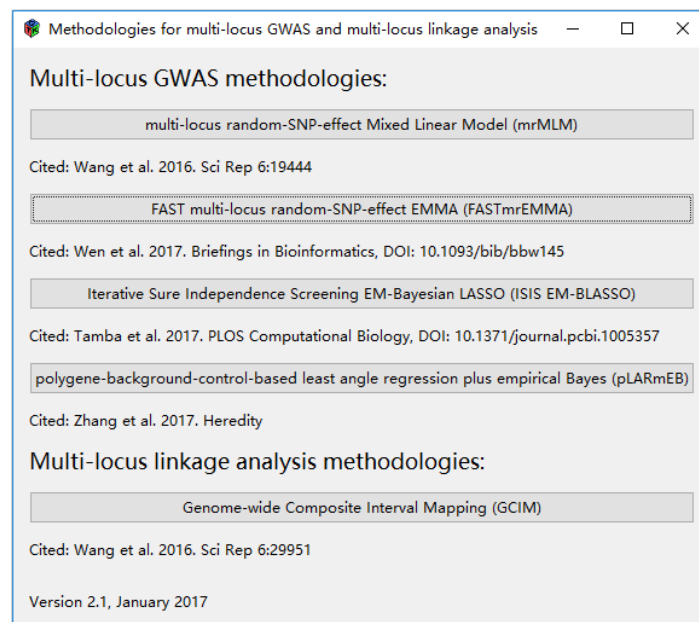 Methodologies for multi-locus GWAS and multi-locus linkage analysis
Multi-locus GWAS methodologies:
multi-locus random-SNP-effect Mixed Linear Model (mrMLM)
Cited: Wang et al. 2016. Sci Rep 6:19444
FAST multi-locus random-SNP-effect EMMA (FASTmrEMMA)
Cited: Wen et al. 2017. Briefings in Bioinformatics, DOI: 10.1093/bib/bbw145
Iterative Sure Independence Screening EM-Bayesian LASSO (ISIS EM-BLASSO)
Cited: Tamba et al. 2017. PLOS Computational Biology, DOI: 10.1371/journal.pcbi.1005357
polygene-background-control-based least angle regression plus empirical Bayes (pLARmEB)
Cited: Zhang et al. 2017. Heredity
Multi-locus linkage analysis methodologies:
Genome-wide Composite Interval Mapping (GCIM)
Cited: Wang et al. 2016. Sci Rep 6:29951
Version 2.1, January 2017